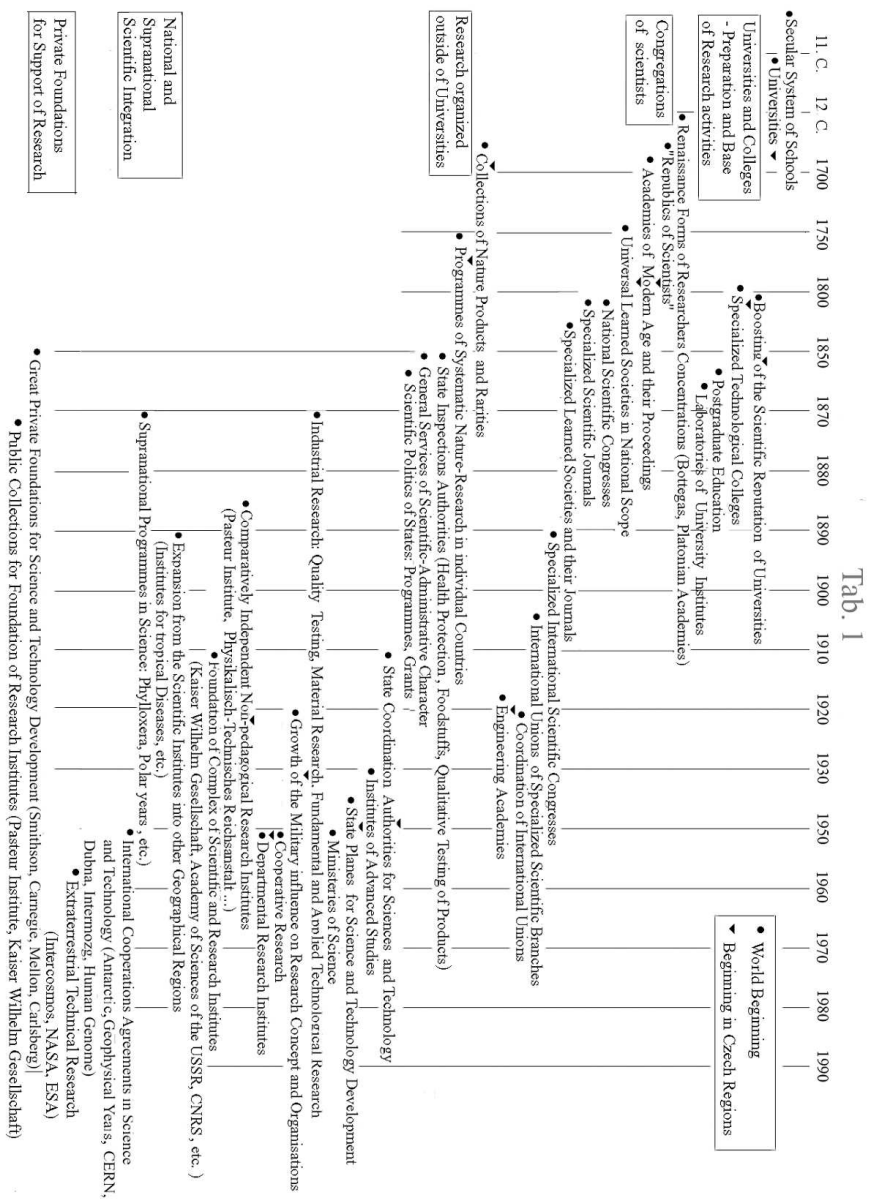 Tab. 1
11. C. 12 C. 1700 1750 1800 1850 1870 1880 1890 1900 1910 1920 1930 1950 1960 1970 1980 1990
• World Beginning
▼ Beginning in Czech Regions
• Secular System of Schools
• Universities ▼
Universities and Colleges
- Preparation and Base
of Research activities
• Boosting of the Scientific Reputation of Universities
• Specialized Technological Colleges
• Postgraduate Education
• Laboratories of University Institutes
Congregations
of scientists
• Renaissance Forms of Researchers Concentrations (Bottegas, Platonian Academies)
• "Republics of Scientists"
• Academies of Modern Age and their Proceedings
• Universal Learned Societies in National Scope
• National Scientific Congresses
• Specialized Scientific Journals
• Specialized Learned Societies and their Journals
• Specialized International Scientific Congresses
• International Unions of Specialized Scientific Branches
• Coordination of International Unions
• Engineering Academies
Research organized
outside of Universities
• Collections of Nature Products and Rarities
• Programmes of Systematic Nature-Research in individual Countries
• State Inspections Authorities (Health Protection, Foodstuffs, Qualitative Testing of Products)
• General Services of Scientific-Administrative Character
• Scientific Politics of States: Programmes, Grants
• State Coordination Authorities for Sciences and Technology
• Institutes of Advanced Studies
• State Planes for Science and Technology Development
• Ministeries of Science
• Industrial Research: Quality Testing, Material Research, Fundamental and Applied Technological Research
• Growth of the Military influence on Research Concept and Organisations
• Cooperative Research
• Departmental Research Institutes
• Comparatively Independent Non-pedagogical Research Institutes
(Pasteur Institute, Physikalisch-Technisches Reichsanstalt ...)
• Foundation of Complex of Scientific and Research Institutes
(Kaiser Wilhelm Gesellschaft, Academy of Sciences of the USSR, CNRS, etc. )
National and
Supranational
Scientific Integration
• Expansion from the Scientific Institutes into other Geographical Regions
(Institutes for tropical Diseases, etc.)
• Supranational Programmes in Science: Phylloxera, Polar years , etc.)
• International Cooperations Agreements in Science
and Technology (Antarctic, Geophysical Years, CERN,
Dubna, Intermozg, Human Genome)
• Extraterrestrial Technical Research
(Intercosmos, NASA, ESA)
Private Foundations
for Support of Research
• Great Private Foundations for Science and Technology Development (Smithson, Carnegie, Mellon, Carlsberg)
• Public Collections for Foundation of Research Institutes (Pasteur Institute, Kaiser Wilhelm Gesellschaft)